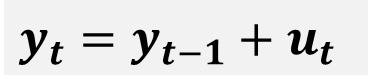 yₜ = yₜ₋₁ + uₜ